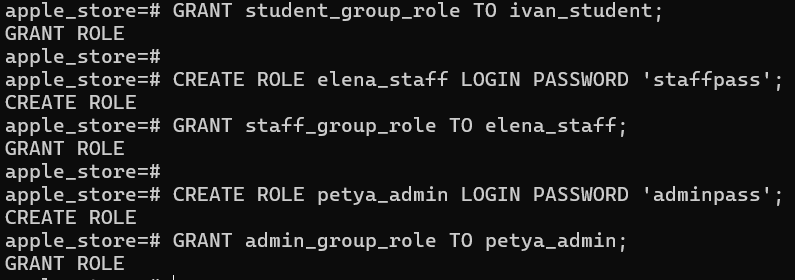 apple_store=# GRANT student_group_role TO ivan_student;
GRANT ROLE
apple_store=#
apple_store=# CREATE ROLE elena_staff LOGIN PASSWORD 'staffpass';
CREATE ROLE
apple_store=# GRANT staff_group_role TO elena_staff;
GRANT ROLE
apple_store=#
apple_store=# CREATE ROLE petya_admin LOGIN PASSWORD 'adminpass';
CREATE ROLE
apple_store=# GRANT admin_group_role TO petya_admin;
GRANT ROLE